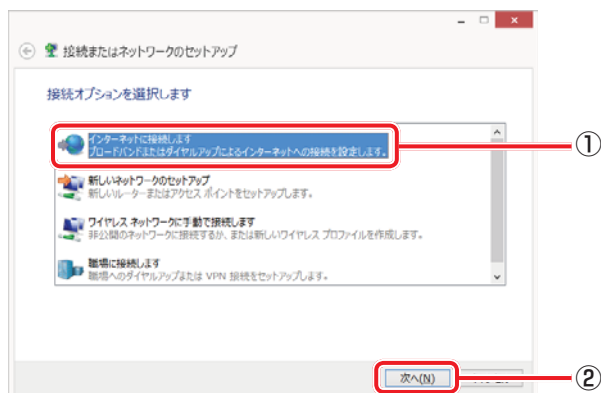 接続またはネットワークのセットアップ
接続オプションを選択します
インターネットに接続します
ブロードバンドまたはダイヤルアップによるインターネットへの接続を設定します。
①
新しいネットワークのセットアップ
新しいルーターまたはアクセス ポイントをセットアップします。
ワイヤレス ネットワークに手動で接続します
非公開のネットワークに接続するか、または新しいワイヤレス プロファイルを作成します。
職場に接続します
職場へのダイヤルアップまたは VPN 接続をセットアップします。
次へ(N)
②